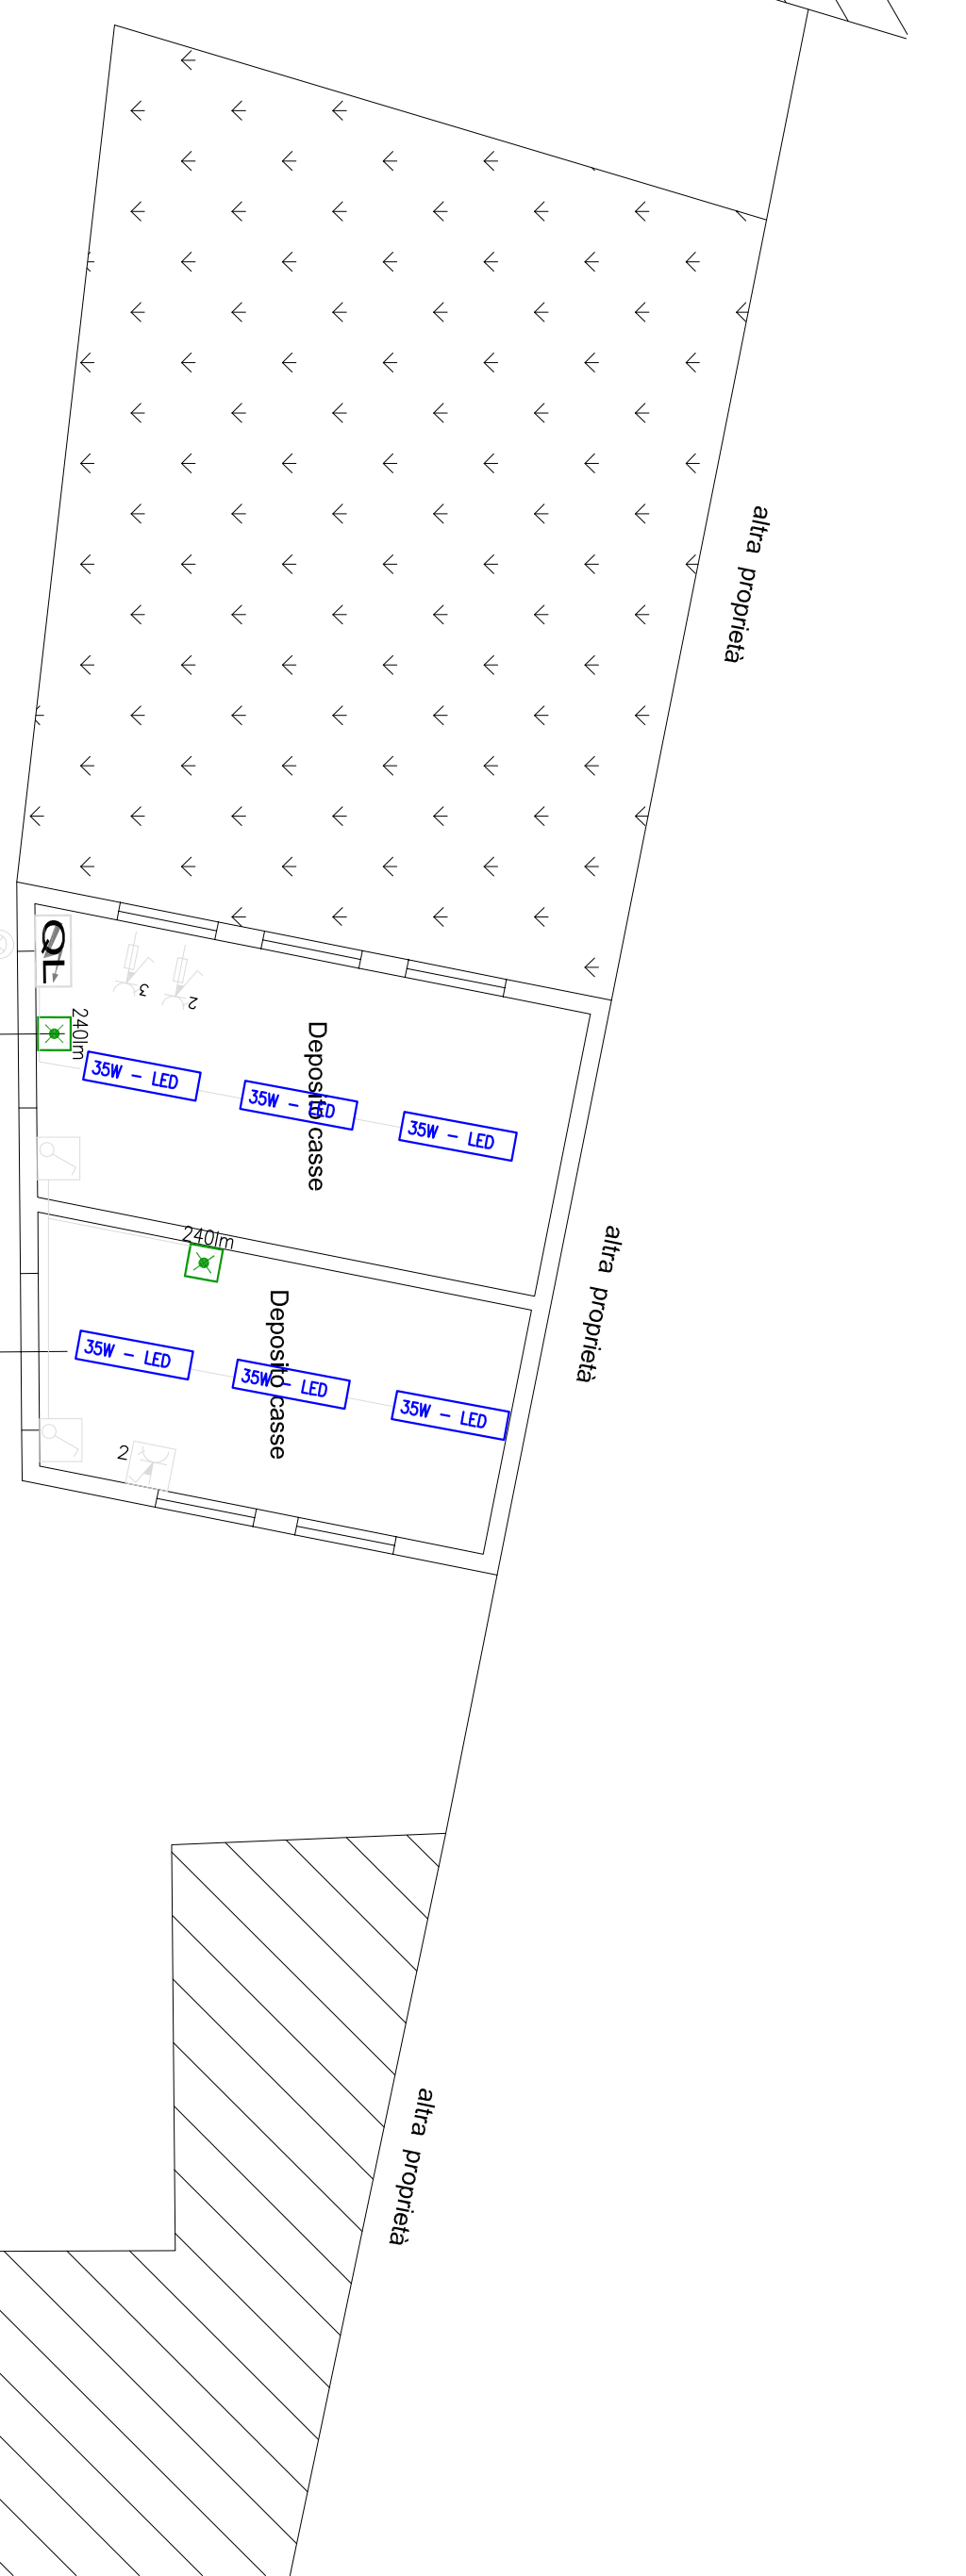 altra proprietà
QL
3
2
240lm
Deposito casse
35W - LED
35W - LED
35W - LED
240lm
altra proprietà
Deposito casse
35W - LED
35W - LED
35W - LED
2
altra proprietà